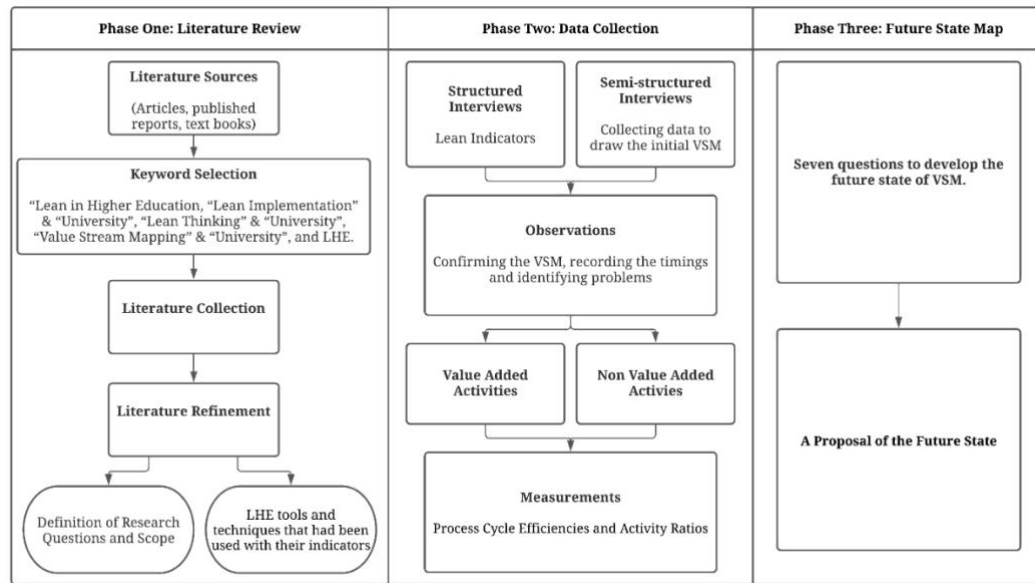 Phase One: Literature Review
Literature Sources
(Articles, published
reports, text books)
Keyword Selection
“Lean in Higher Education, “Lean Implementation”
& “University”, “Lean Thinking” & “University”,
“Value Stream Mapping” & “University”, and LHE.
Literature Collection
Literature Refinement
Definition of Research
Questions and Scope
LHE tools and
techniques that had been
used with their indicators
Phase Two: Data Collection
Structured
Interviews
Lean Indicators
Semi-structured
Interviews
Collecting data to
draw the initial VSM
Observations
Confirming the VSM, recording the timings
and identifying problems
Value Added
Activities
Non Value Added
Activies
Measurements
Process Cycle Efficiencies and Activity Ratios
Phase Three: Future State Map
Seven questions to develop the
future state of VSM.
A Proposal of the Future State